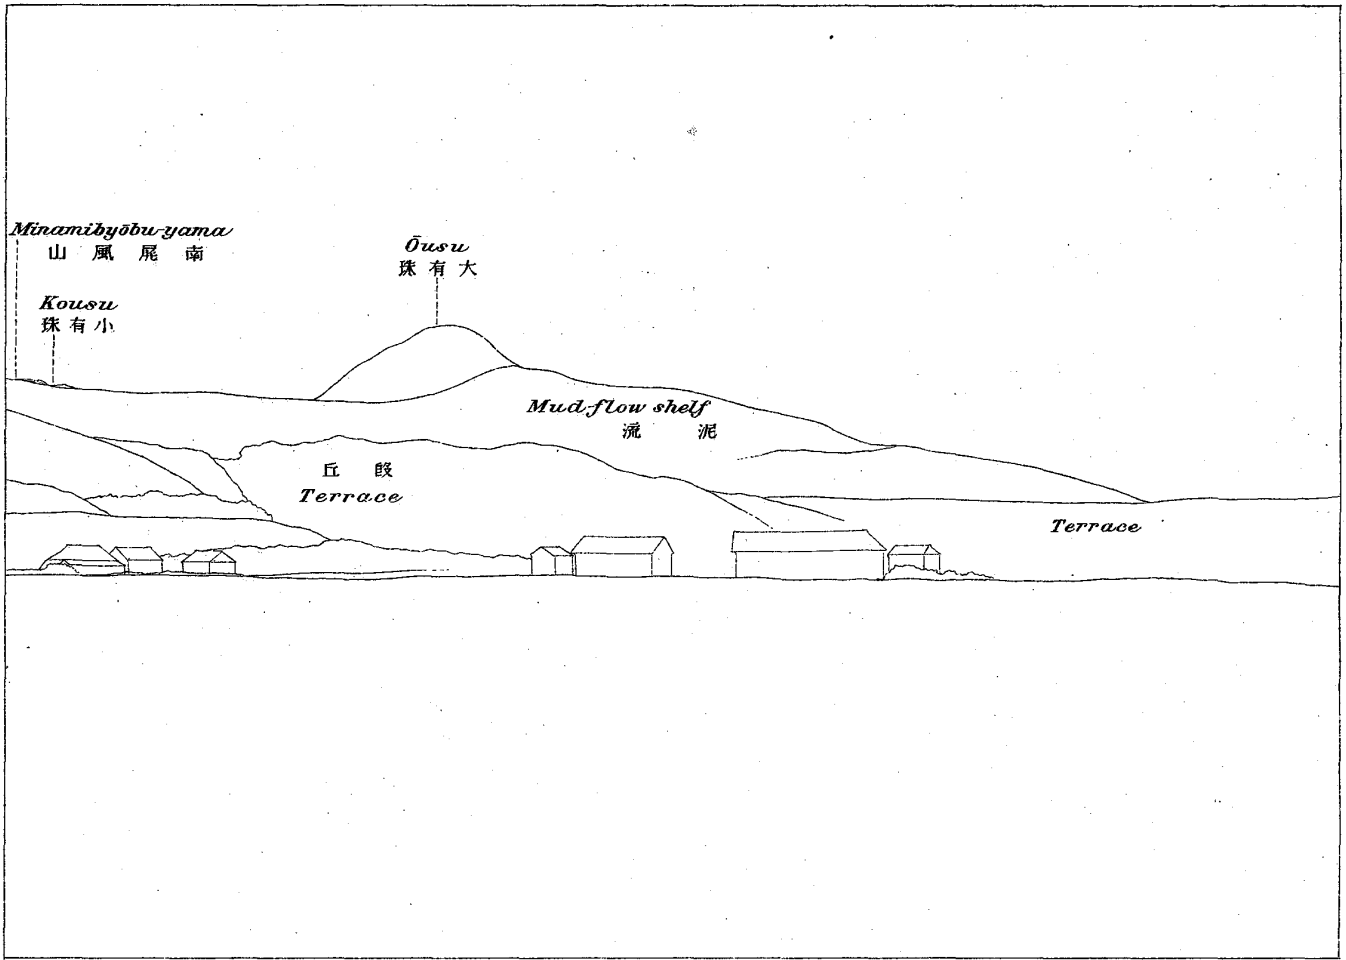 Minamibyōbu-yama
南屏風山
Ōusu
大有珠
Kousu
小有珠
Mud-flow shelf
泥流
段丘
Terrace
Terrace